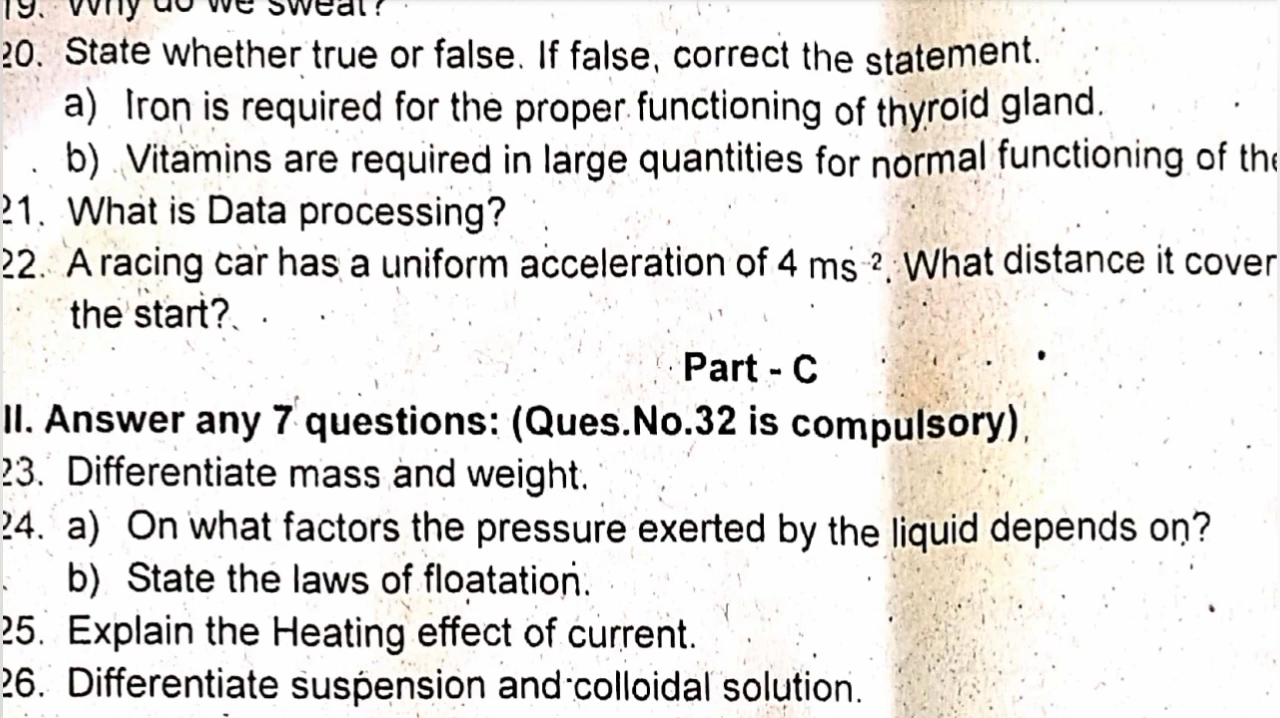 19. Why do we sweat?
20. State whether true or false. If false, correct the statement.
a) Iron is required for the proper functioning of thyroid gland.
b) Vitamins are required in large quantities for normal functioning of the
21. What is Data processing?
22. A racing car has a uniform acceleration of 4 ms⁻². What distance it cover
the start?
Part - C
II. Answer any 7 questions: (Ques.No.32 is compulsory)
23. Differentiate mass and weight.
24. a) On what factors the pressure exerted by the liquid depends on?
b) State the laws of floatation.
25. Explain the Heating effect of current.
26. Differentiate suspension and colloidal solution.